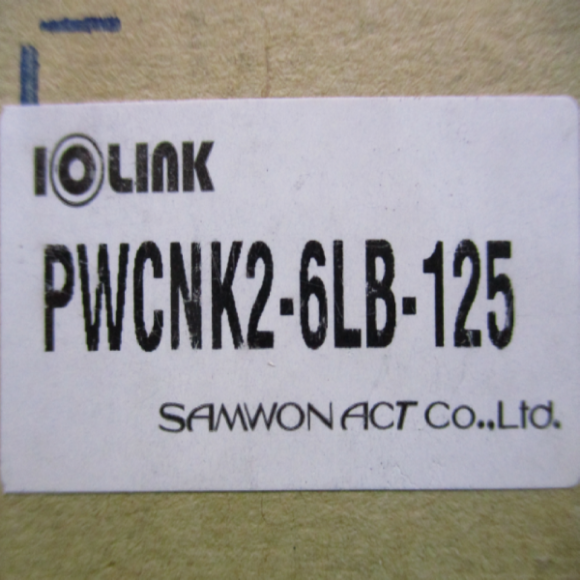 IOLINK
PWCNK2-6LB-125
SAMWON ACT Co.,Ltd.